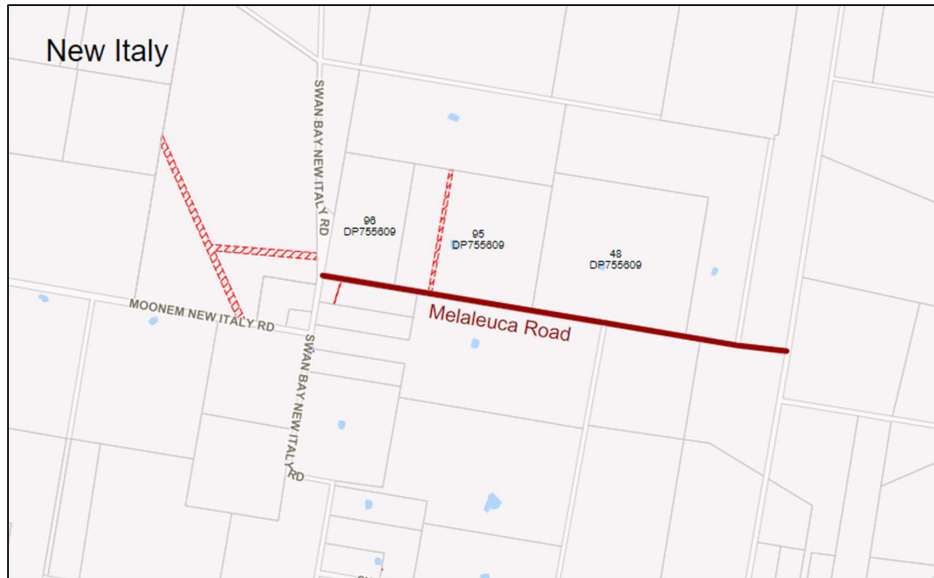 New Italy
SWAN BAY NEW ITALY RD
96
DP755609
95
DP755609
48
DP755609
MOONEM NEW ITALY RD
Melaleuca Road
SWAN BAY NEW ITALY RD